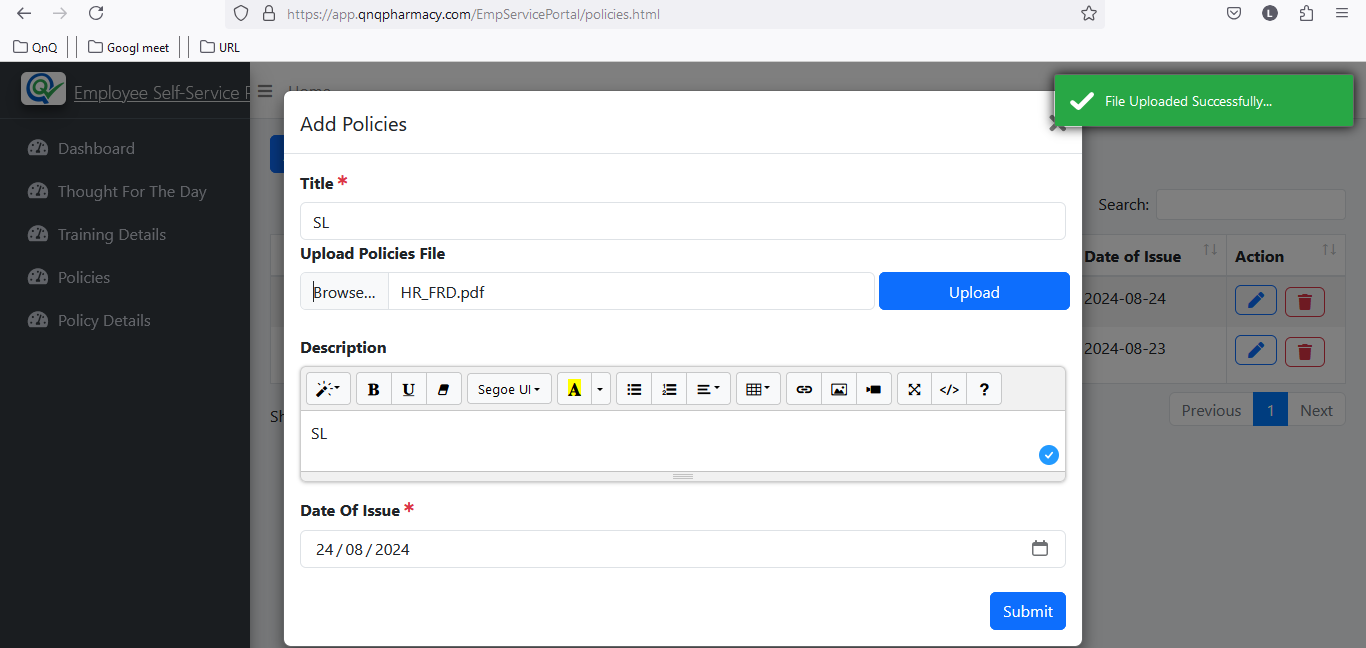 https://app.qnqpharmacy.com/EmpServicePortal/policies.html
L
QnQ
Googl meet
URL
Employee Self-Service
Home
File Uploaded Successfully...
Dashboard
Thought For The Day
Training Details
Policies
Policy Details
Add Policies
Title *
SL
Upload Policies File
Browse... HR_FRD.pdf Upload
Description
B U Segoe UI A </> ?
SL
Date Of Issue *
24 / 08 / 2024
Submit
Search:
Date of Issue Action
2024-08-24
2024-08-23
Sh
Previous 1 Next